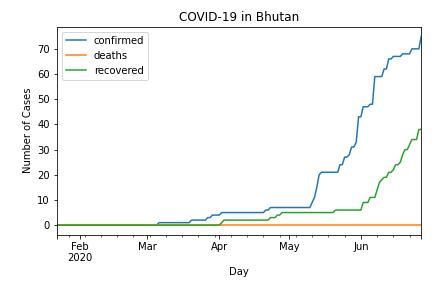 COVID-19 in Bhutan
confirmed
deaths
recovered
Number of Cases
70
60
50
40
30
20
10
0
Feb
2020
Mar
Apr
May
Jun
Day